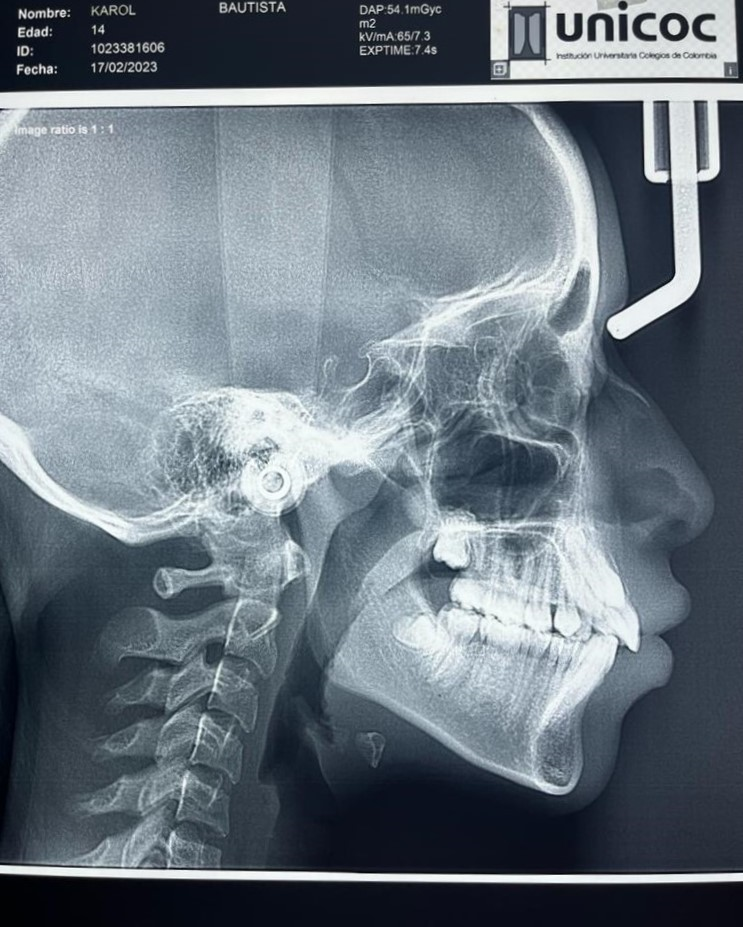 Nombre: KAROL BAUTISTA
Edad: 14
ID: 1023381606
Fecha: 17/02/2023
DAP:54.1mGyc
m2
kV/mA:65/7.3
EXPTIME:7.4s
unicoc
Institución Universitaria Colegios de Colombia
Image ratio is 1 : 1